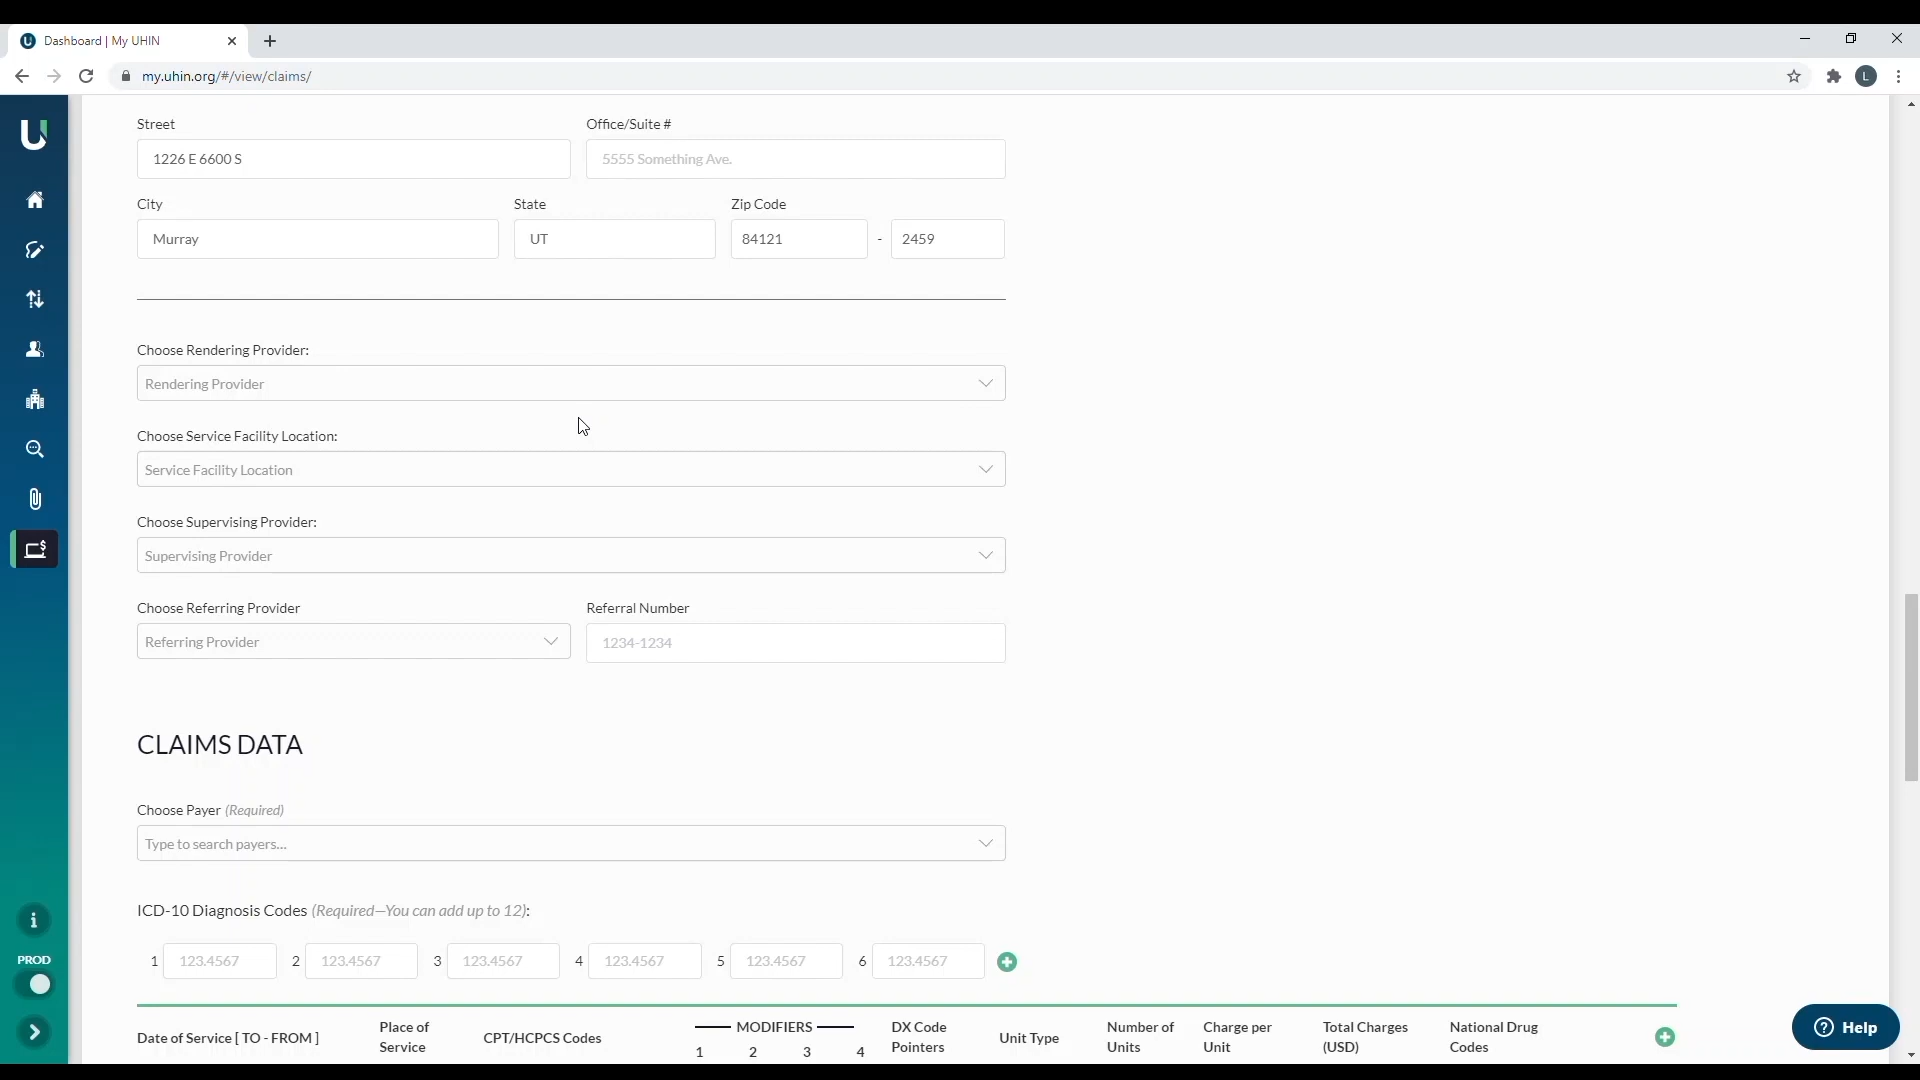 Dashboard | My UHIN
my.uhin.org/#/view/claims/
L
Street
Office/Suite #
1226 E 6600 S
5555 Something Ave.
City
State
Zip Code
Murray
UT
84121 - 2459
Choose Rendering Provider:
Rendering Provider
Choose Service Facility Location:
Service Facility Location
Choose Supervising Provider:
Supervising Provider
Choose Referring Provider
Referral Number
Referring Provider
1234-1234
CLAIMS DATA
Choose Payer (Required)
Type to search payers...
ICD-10 Diagnosis Codes (Required—You can add up to 12):
1 123.4567 2 123.4567 3 123.4567 4 123.4567 5 123.4567 6 123.4567
PROD
Date of Service [ TO - FROM ]
Place of
Service
CPT/HCPCS Codes
MODIFIERS
1 2 3 4
DX Code
Pointers
Unit Type
Number of
Units
Charge per
Unit
Total Charges
(USD)
National Drug
Codes
Help